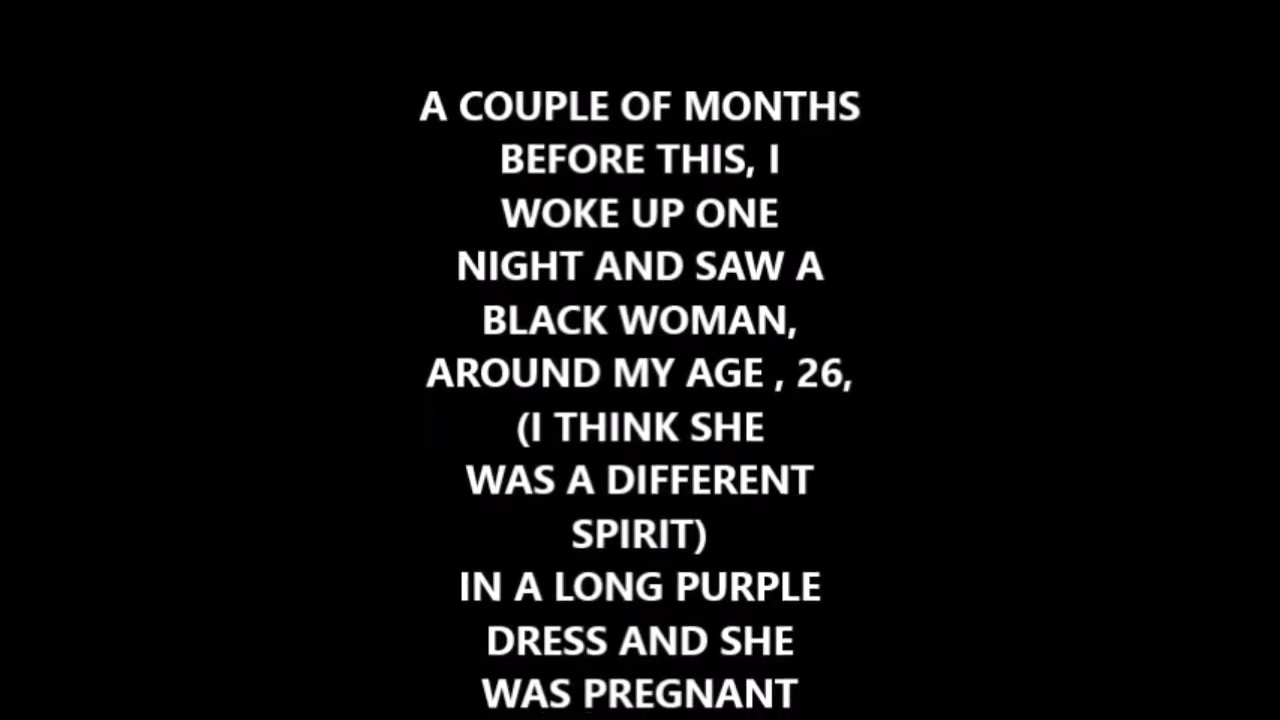 A COUPLE OF MONTHS
BEFORE THIS, I
WOKE UP ONE
NIGHT AND SAW A
BLACK WOMAN,
AROUND MY AGE , 26,
(I THINK SHE
WAS A DIFFERENT
SPIRIT)
IN A LONG PURPLE
DRESS AND SHE
WAS PREGNANT